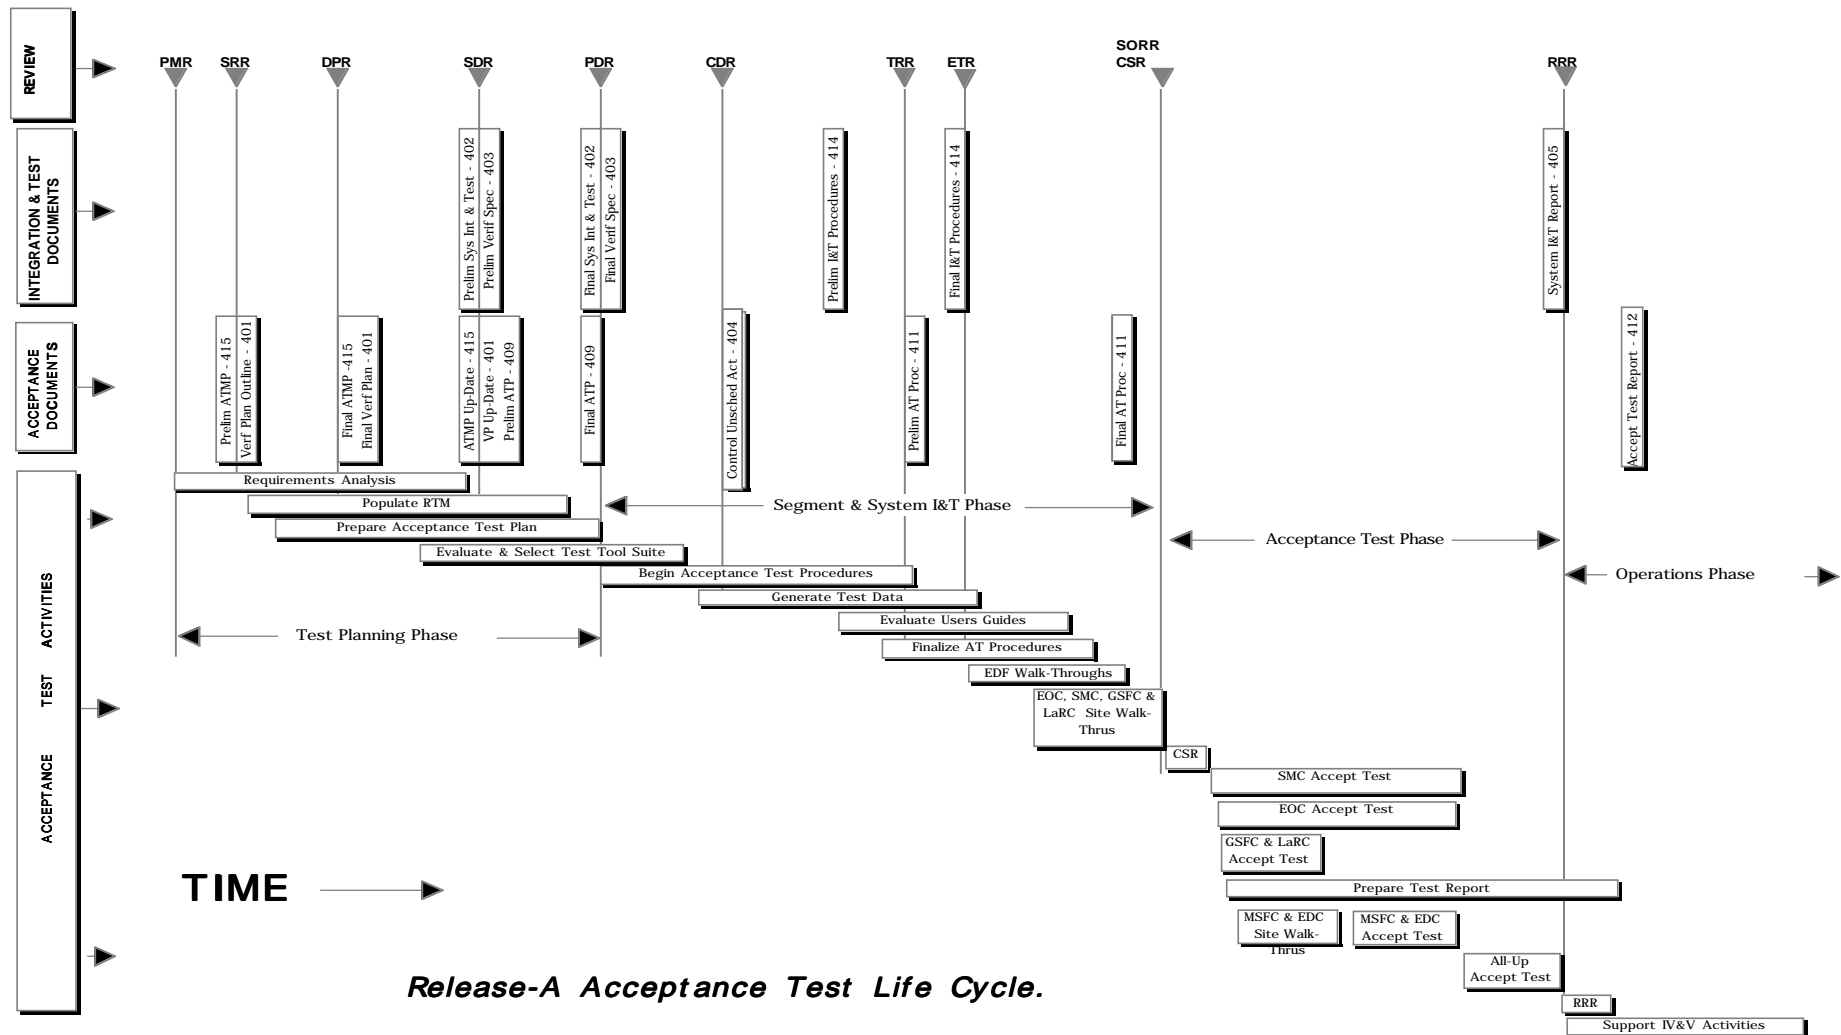 REVIEW
PMR
SRR
DPR
SDR
PDR
CDR
TRR
ETR
SORR
CSR
RRR
INTEGRATION & TEST
DOCUMENTS
Prelim Sys Int & Test - 402
Prelim Verif Spec - 403
Final Sys Int & Test - 402
Final Verif Spec - 403
Prelim I&T Procedures - 414
Final I&T Procedures - 414
System I&T Report - 405
ACCEPTANCE
DOCUMENTS
Prelim ATMP - 415
Verf Plan Outline - 401
Final ATMP -415
Final Verf Plan - 401
ATMP Up-Date - 415
VP Up-Date - 401
Prelim ATP - 409
Final ATP - 409
Control Unsched Act - 404
Prelim AT Proc - 411
Final AT Proc - 411
Accept Test Report - 412
ACCEPTANCE TEST ACTIVITIES
Requirements Analysis
Populate RTM
Segment & System I&T Phase
Prepare Acceptance Test Plan
Acceptance Test Phase
Evaluate & Select Test Tool Suite
Begin Acceptance Test Procedures
Operations Phase
Generate Test Data
Evaluate Users Guides
Test Planning Phase
Finalize AT Procedures
EDF Walk-Throughs
EOC, SMC, GSFC &
LaRC Site Walk-
Thrus
CSR
SMC Accept Test
EOC Accept Test
GSFC & LaRC
Accept Test
TIME
Prepare Test Report
MSFC & EDC
Site Walk-
Thrus
MSFC & EDC
Accept Test
All-Up
Accept Test
Release-A Acceptance Test Life Cycle.
RRR
Support IV&V Activities